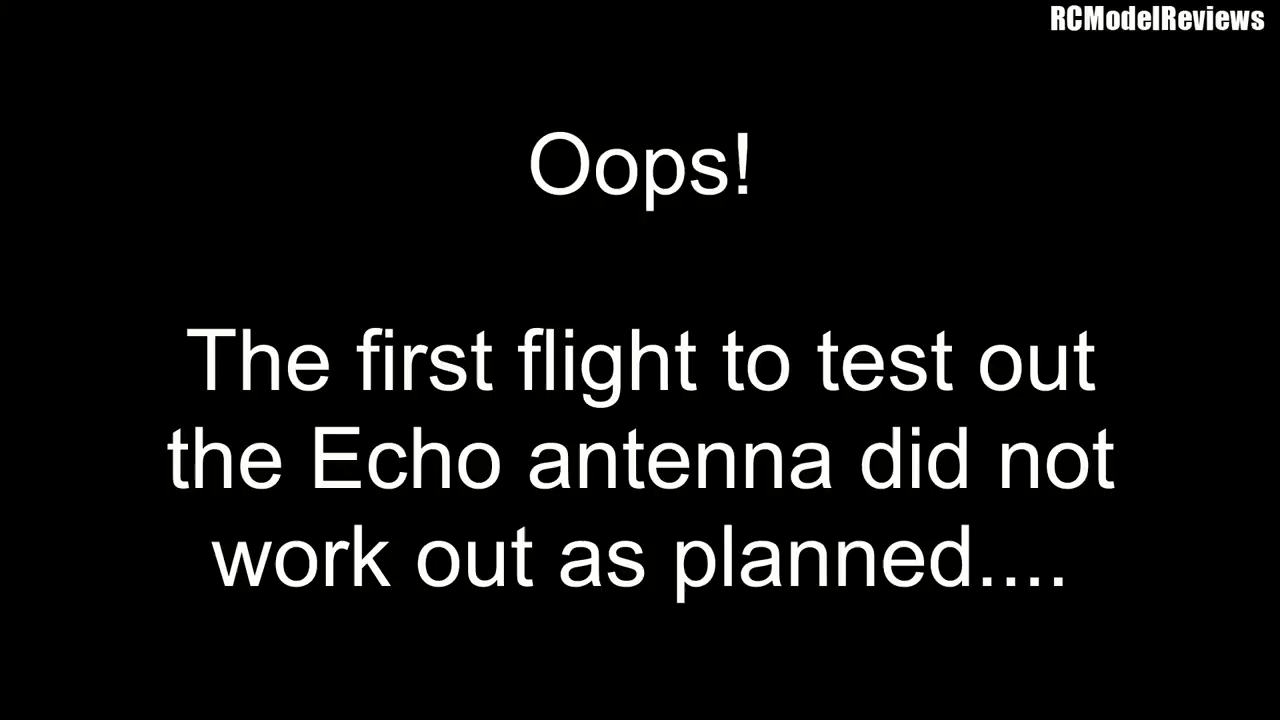 RCModelReviews
Oops!
The first flight to test out
the Echo antenna did not
work out as planned....